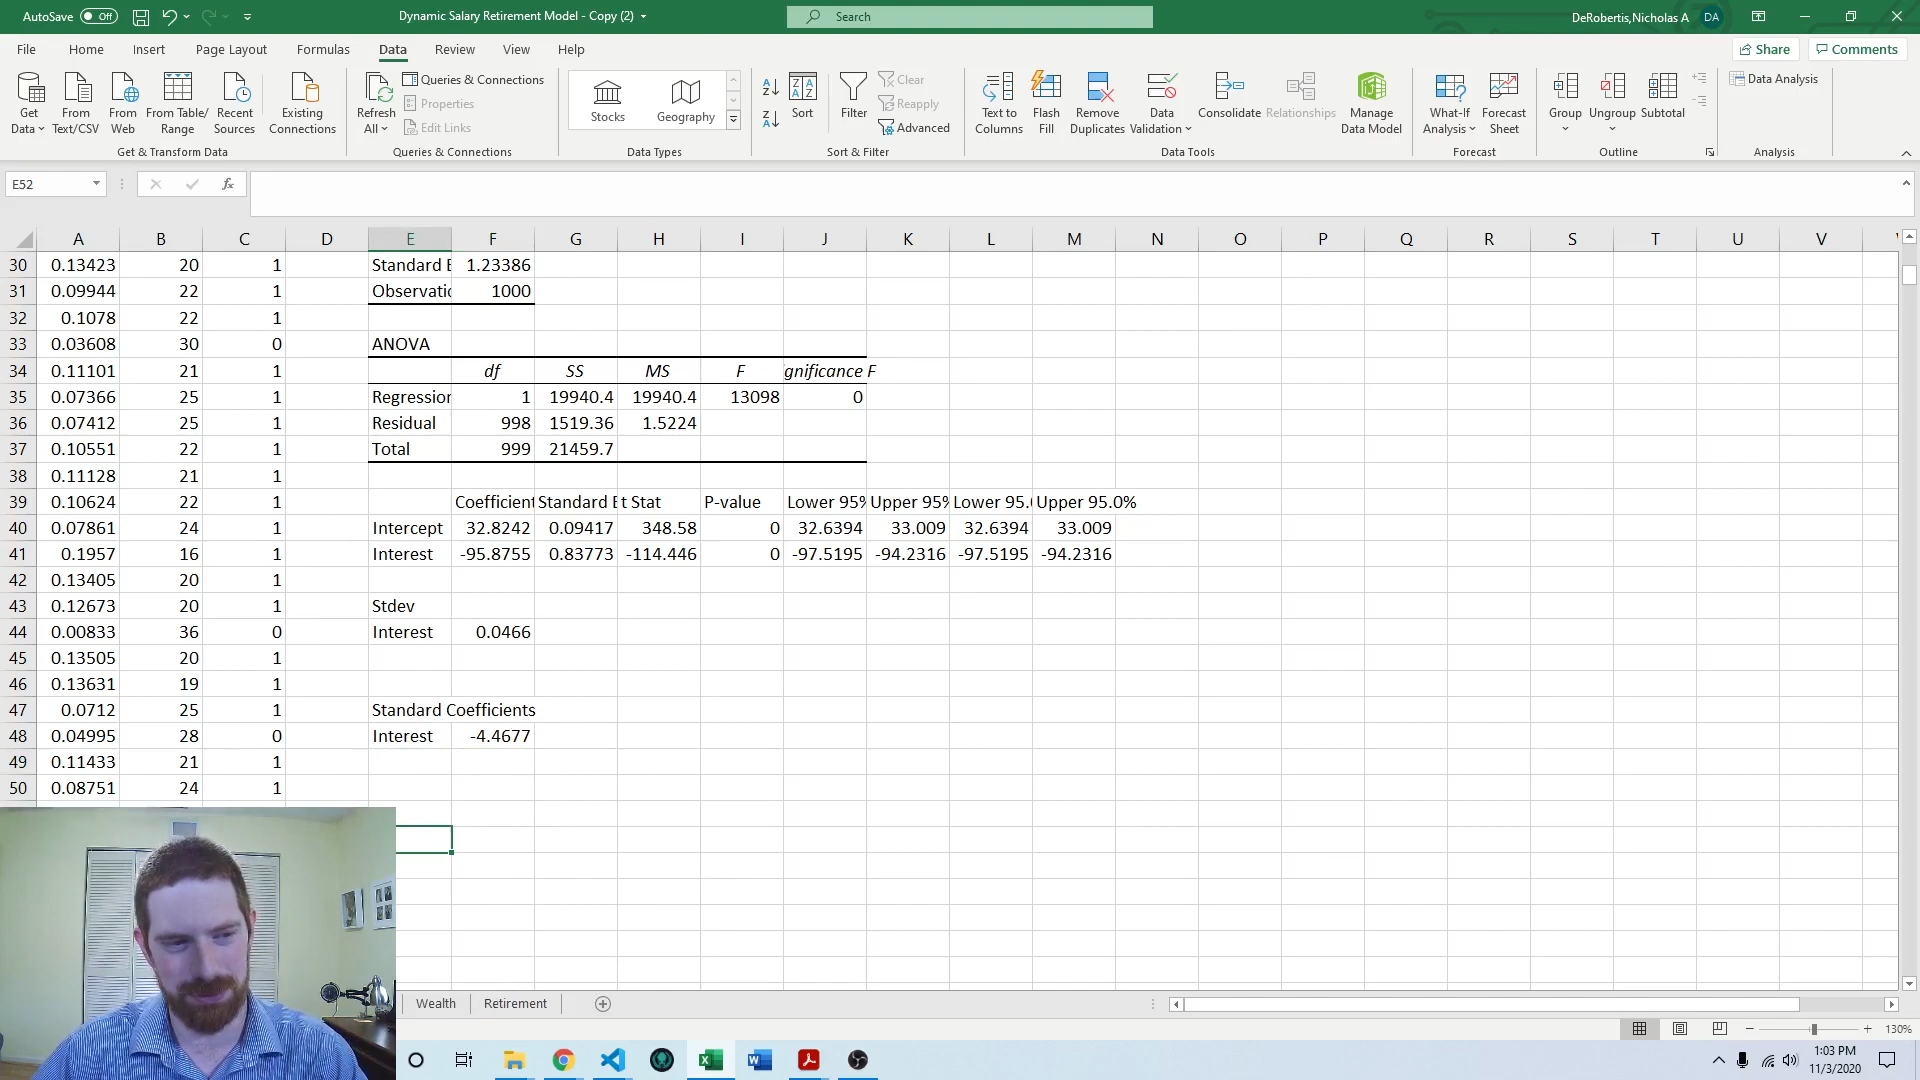 AutoSave Off
Dynamic Salary Retirement Model - Copy (2)
Search
DeRobertis,Nicholas A DA
File Home Insert Page Layout Formulas Data Review View Help
Share Comments
Get Data
From Text/CSV
From Web
From Table/ Range
Recent Sources
Existing Connections
Get & Transform Data
Refresh All
Queries & Connections
Properties
Edit Links
Queries & Connections
Stocks
Geography
Data Types
Sort
Filter
Clear
Reapply
Advanced
Sort & Filter
Text to Columns
Flash Fill
Remove Duplicates
Data Validation
Consolidate
Relationships
Manage Data Model
Data Tools
What-If Analysis
Forecast Sheet
Forecast
Group
Ungroup
Subtotal
Outline
Data Analysis
Analysis
E52
fx
A B C D E F G H I J K L M N O P Q R S T U V
30 0.13423 20 1 Standard E 1.23386
31 0.09944 22 1 Observatic 1000
32 0.1078 22 1
33 0.03608 30 0 ANOVA
34 0.11101 21 1 df SS MS F gnificance F
35 0.07366 25 1 Regression 1 19940.4 19940.4 13098 0
36 0.07412 25 1 Residual 998 1519.36 1.5224
37 0.10551 22 1 Total 999 21459.7
38 0.11128 21 1
39 0.10624 22 1 Coefficient Standard E t Stat P-value Lower 95% Upper 95% Lower 95.0 Upper 95.0%
40 0.07861 24 1 Intercept 32.8242 0.09417 348.58 0 32.6394 33.009 32.6394 33.009
41 0.1957 16 1 Interest -95.8755 0.83773 -114.446 0 -97.5195 -94.2316 -97.5195 -94.2316
42 0.13405 20 1
43 0.12673 20 1 Stdev
44 0.00833 36 0 Interest 0.0466
45 0.13505 20 1
46 0.13631 19 1
47 0.0712 25 1 Standard Coefficients
48 0.04995 28 0 Interest -4.4677
49 0.11433 21 1
50 0.08751 24 1
Wealth Retirement
130%
1:03 PM
11/3/2020